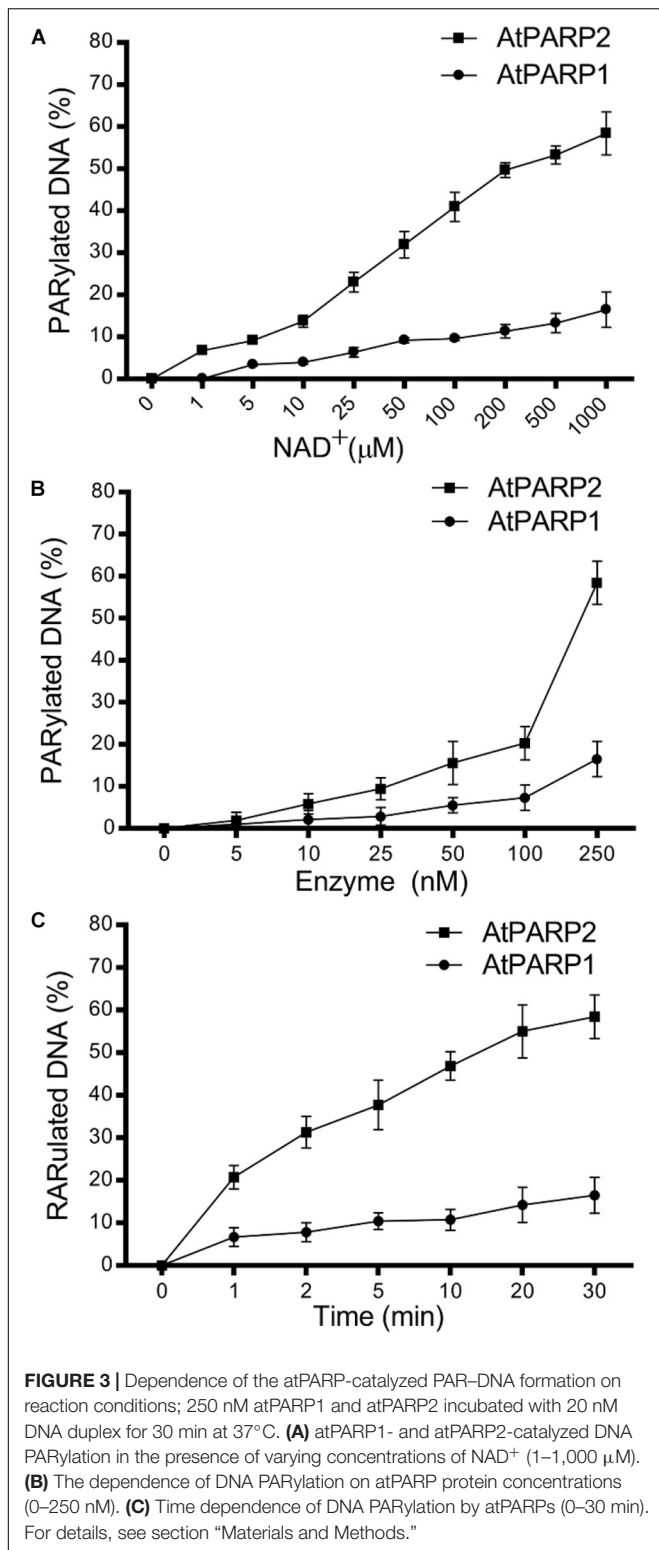 A
AtPARP2
AtPARP1
PARylated DNA (%)
80
70
60
50
40
30
20
10
0
0 1 5 10 25 50 100 200 500 1000
NAD+(μM)
B
AtPARP2
AtPARP1
PARylated DNA (%)
80
70
60
50
40
30
20
10
0
0 5 10 25 50 100 250
Enzyme (nM)
C
AtPARP2
AtPARP1
RARulated DNA (%)
80
70
60
50
40
30
20
10
0
0 1 2 5 10 20 30
Time (min)
FIGURE 3 | Dependence of the atPARP-catalyzed PAR–DNA formation on
reaction conditions; 250 nM atPARP1 and atPARP2 incubated with 20 nM
DNA duplex for 30 min at 37°C. (A) atPARP1- and atPARP2-catalyzed DNA
PARylation in the presence of varying concentrations of NAD+ (1–1,000 μM).
(B) The dependence of DNA PARylation on atPARP protein concentrations
(0–250 nM). (C) Time dependence of DNA PARylation by atPARPs (0–30 min).
For details, see section “Materials and Methods.”